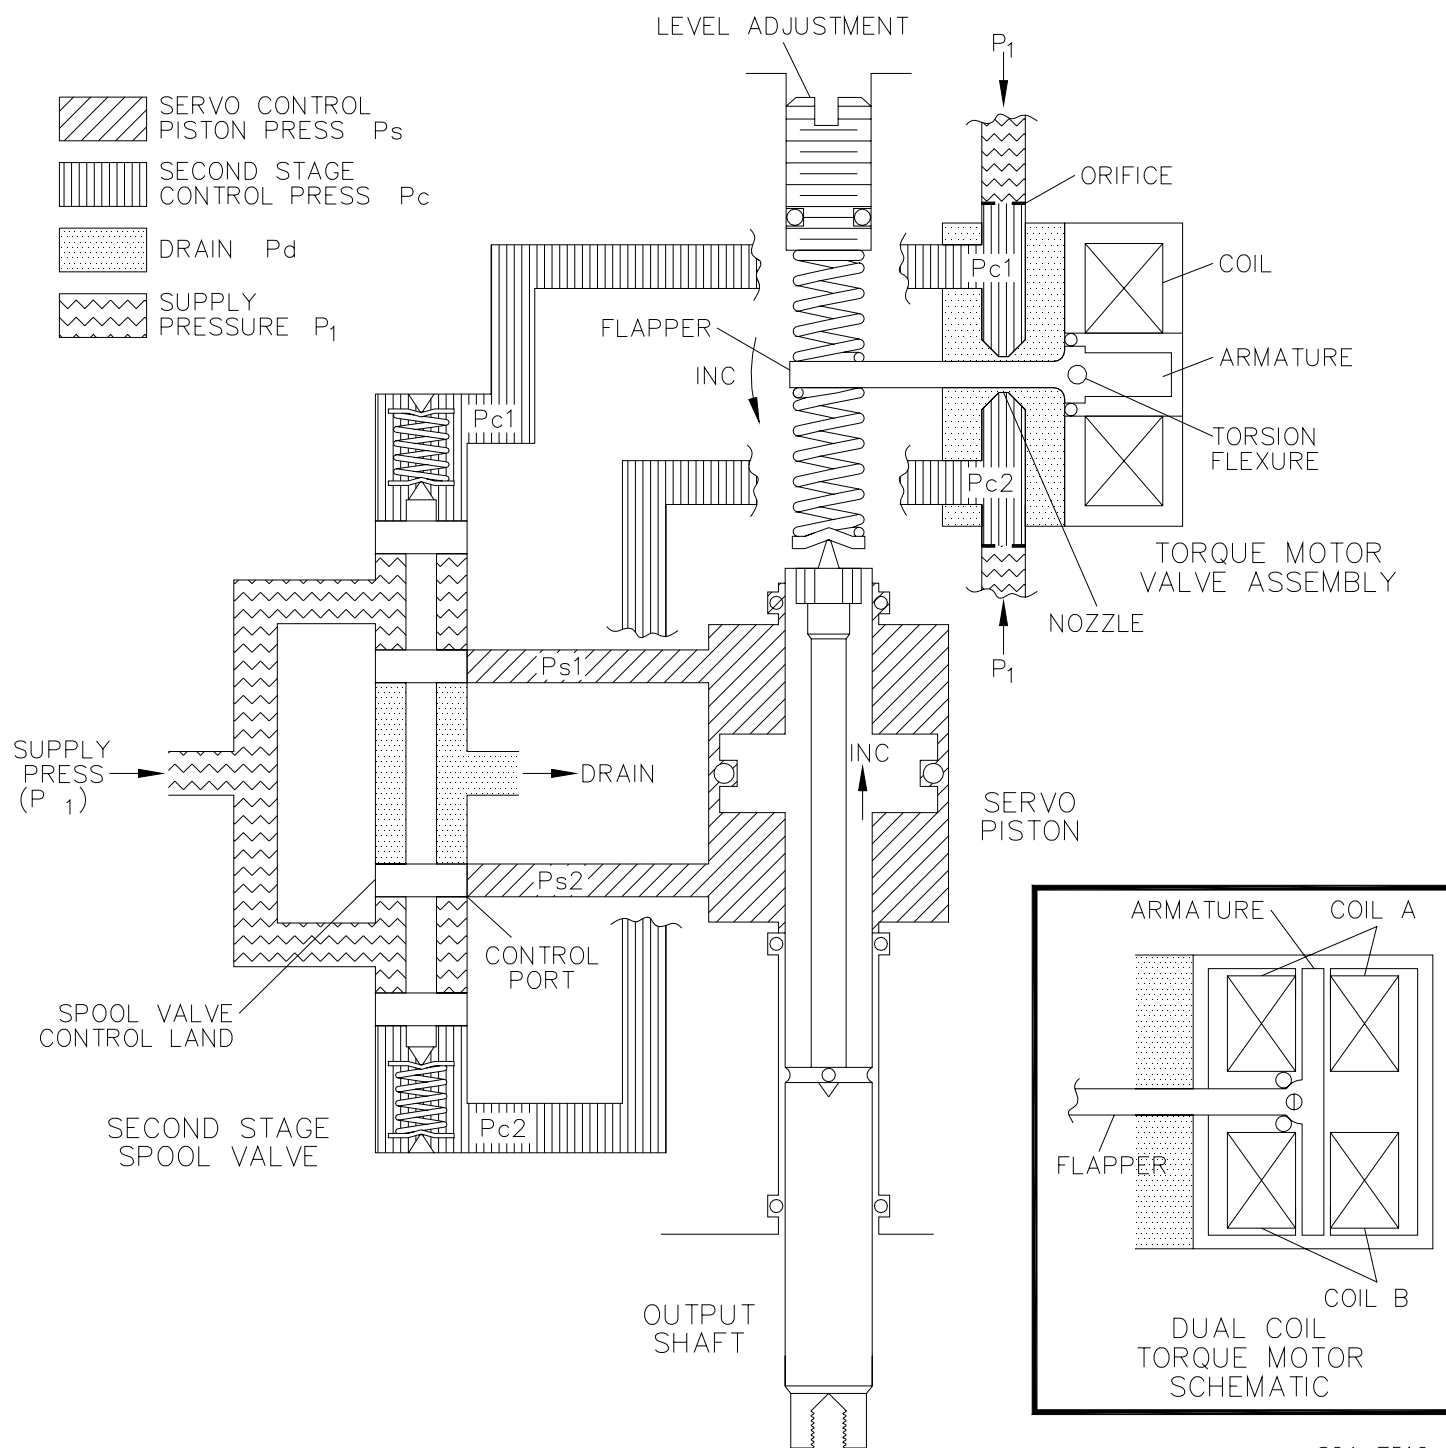 LEVEL ADJUSTMENT
P1
SERVO CONTROL
PISTON PRESS Ps
SECOND STAGE
CONTROL PRESS Pc
DRAIN Pd
SUPPLY
PRESSURE P1
ORIFICE
Pc1
COIL
FLAPPER
INC
ARMATURE
Pc1
TORSION
FLEXURE
Pc2
TORQUE MOTOR
VALVE ASSEMBLY
NOZZLE
P1
Ps1
SUPPLY
PRESS
(P 1)
DRAIN
INC
SERVO
PISTON
Ps2
CONTROL
PORT
SPOOL VALVE
CONTROL LAND
SECOND STAGE
SPOOL VALVE
Pc2
OUTPUT
SHAFT
ARMATURE
COIL A
FLAPPER
COIL B
DUAL COIL
TORQUE MOTOR
SCHEMATIC